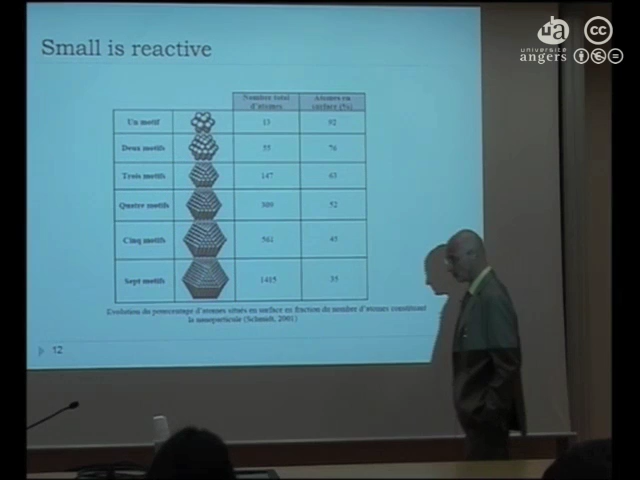 ua
cc
université
angers
Small is reactive
Nombre total d'atomes
Atomes en surface (%)
Un motif 13 92
Deux motifs 55 76
Trois motifs 147 63
Quatre motifs 309 52
Cinq motifs 561 45
Sept motifs 1415 35
Evolution du pourcentage d'atomes situés en surface en fraction du nombre d'atomes constituant
la nanoparticule (Schmidt, 2001)
12